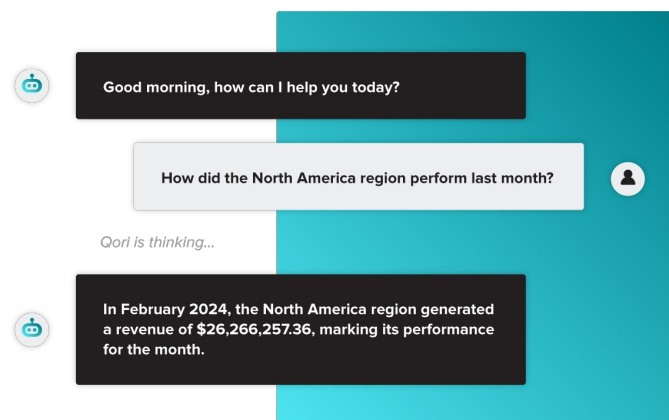 Good morning, how can I help you today?
How did the North America region perform last month?
Qori is thinking...
In February 2024, the North America region generated
a revenue of $26,266,257.36, marking its performance
for the month.